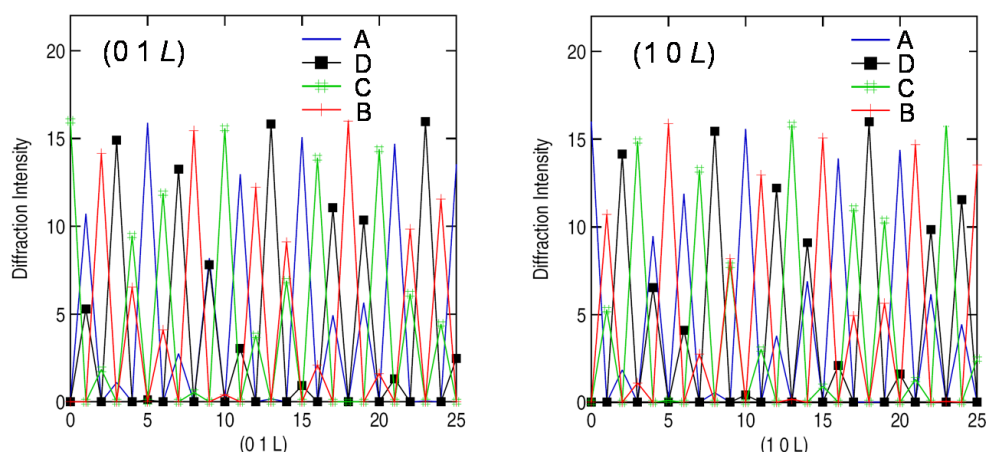 (0 1 L)
A
D
C
B
20
15
10
5
0
Diffraction Intensity
0 5 10 15 20 25
(0 1 L)
(1 0 L)
A
D
C
B
20
15
10
5
0
Diffraction Intensity
0 5 10 15 20 25
(1 0 L)